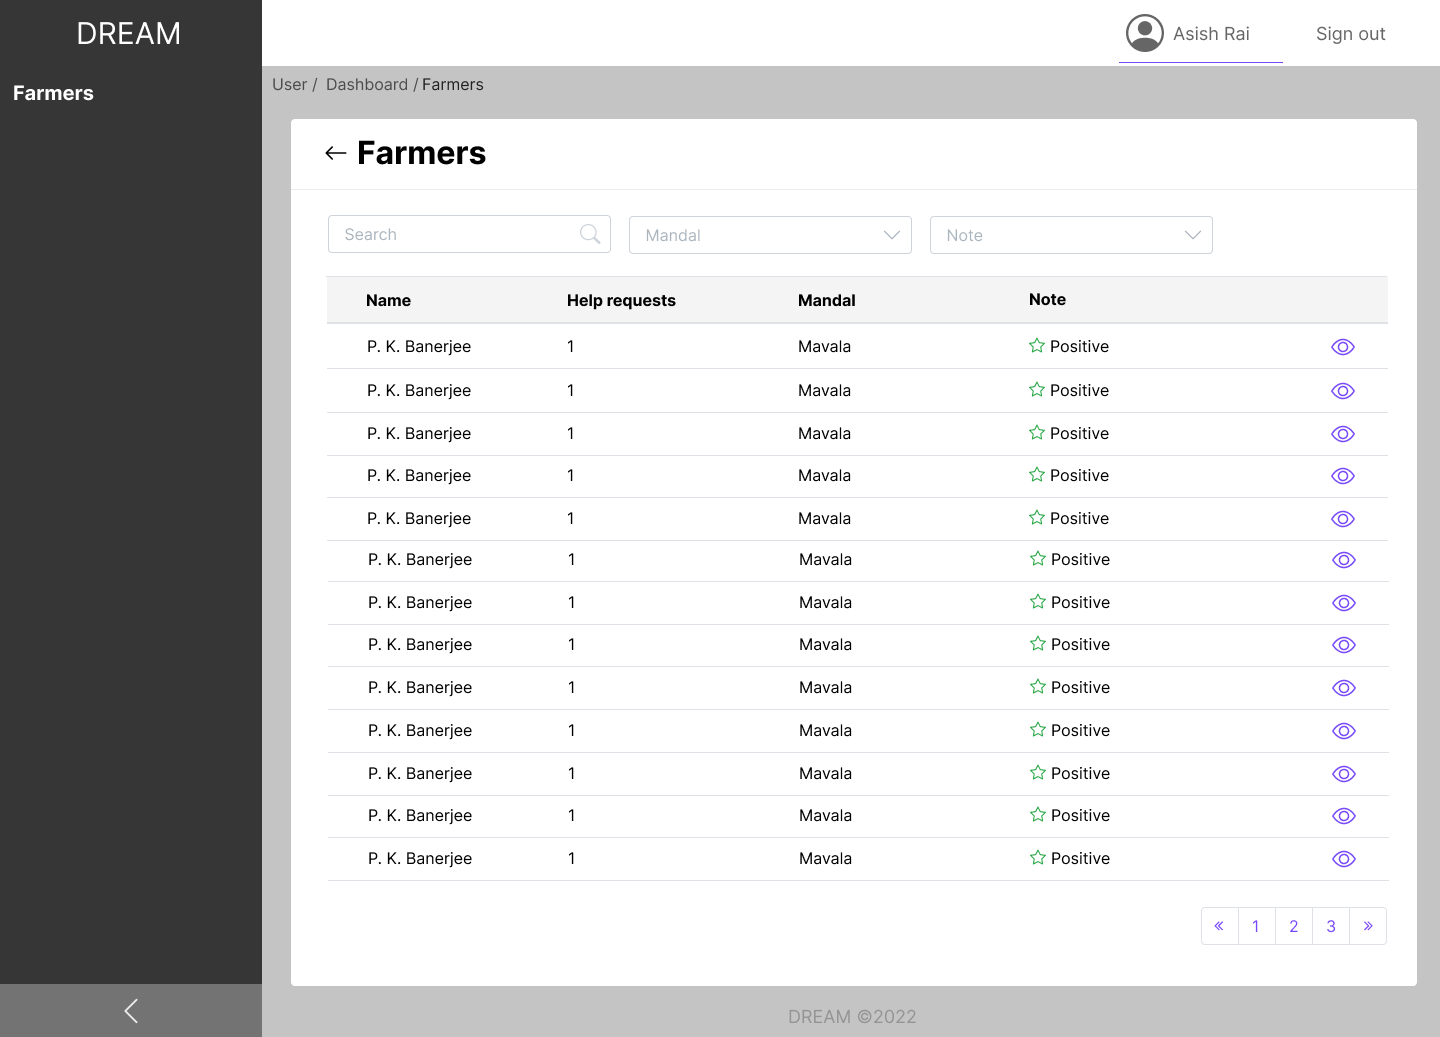 DREAM
Asish Rai Sign out
Farmers
User / Dashboard / Farmers
Farmers
Search Mandal Note
Name Help requests Mandal Note
P. K. Banerjee 1 Mavala Positive
P. K. Banerjee 1 Mavala Positive
P. K. Banerjee 1 Mavala Positive
P. K. Banerjee 1 Mavala Positive
P. K. Banerjee 1 Mavala Positive
P. K. Banerjee 1 Mavala Positive
P. K. Banerjee 1 Mavala Positive
P. K. Banerjee 1 Mavala Positive
P. K. Banerjee 1 Mavala Positive
P. K. Banerjee 1 Mavala Positive
P. K. Banerjee 1 Mavala Positive
P. K. Banerjee 1 Mavala Positive
P. K. Banerjee 1 Mavala Positive
« 1 2 3 »
DREAM ©2022